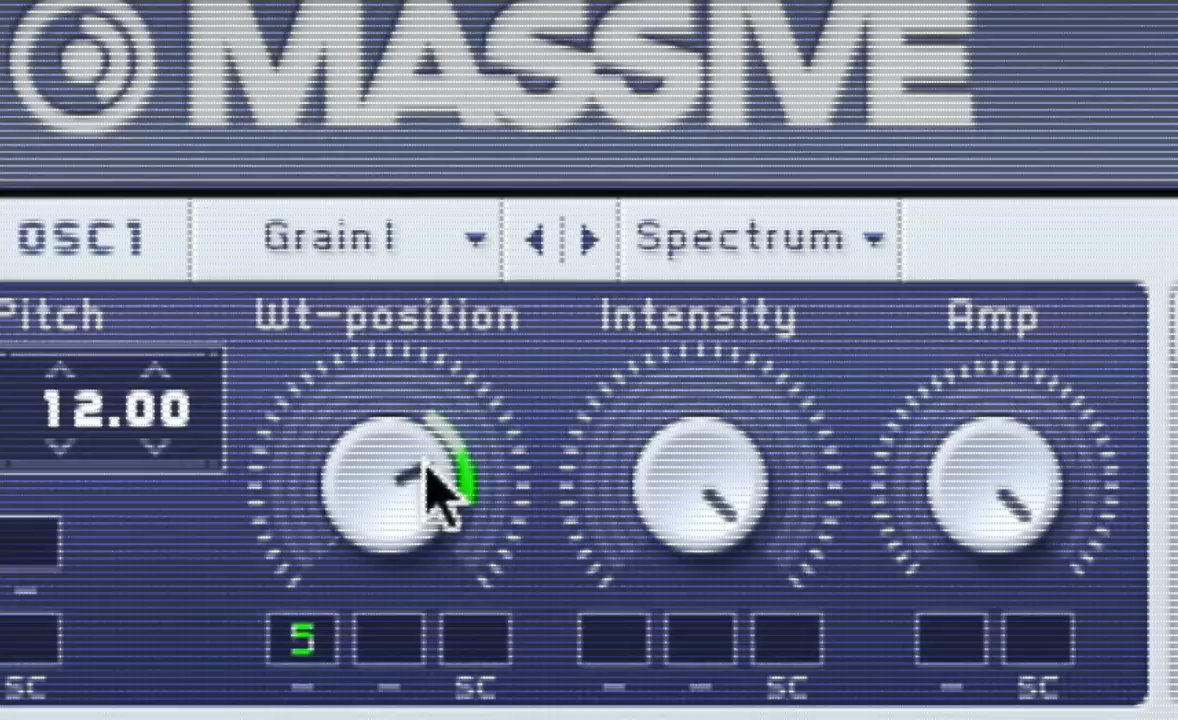 MASSIVE
OSC1 Grain I Spectrum
Pitch Wt-position Intensity Amp
12.00
5
- - - SC - - SC - SC
SC